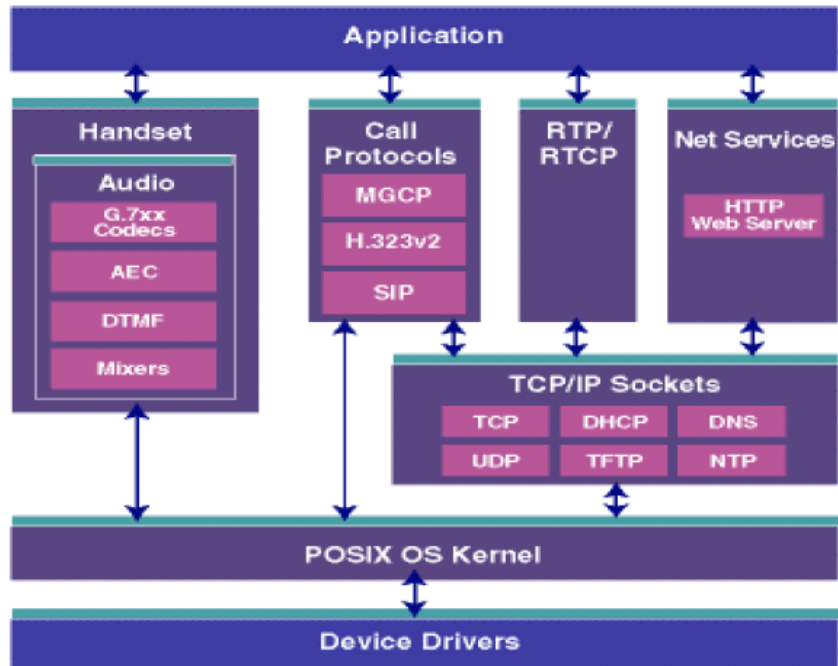 Application
Handset
Audio
G.7xx
Codecs
AEC
DTMF
Mixers
Call
Protocols
MGCP
H.323v2
SIP
RTP/
RTCP
Net Services
HTTP
Web Server
TCP/IP Sockets
TCP
DHCP
DNS
UDP
TFTP
NTP
POSIX OS Kernel
Device Drivers